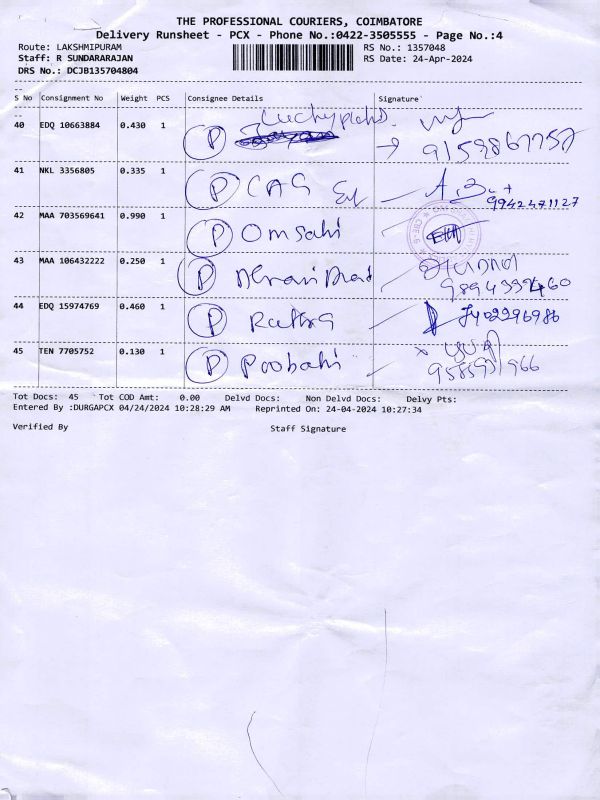 THE PROFESSIONAL COURIERS, COIMBATORE
Delivery Runsheet - PCX - Phone No.:0422-3505555 - Page No.:4
Route: LAKSHMIPURAM RS No.: 1357048
Staff: R SUNDARARAJAN RS Date: 24-Apr-2024
DRS No.: DCJB135704804
S No Consignment No Weight PCS Consignee Details Signature
40 EDQ 10663884 0.430 1 P
41 NKL 3356805 0.335 1 P CAG 9942471127
42 MAA 703569641 0.990 1 P Omsahi
43 MAA 106432222 0.250 1 P
44 EDQ 15974769 0.460 1 P
45 TEN 7705752 0.130 1 P Poobahi
Tot Docs: 45 Tot COD Amt: 0.00 Delvd Docs: Non Delvd Docs: Delvy Pts:
Entered By :DURGAPCX 04/24/2024 10:28:29 AM Reprinted On: 24-04-2024 10:27:34
Verified By Staff Signature